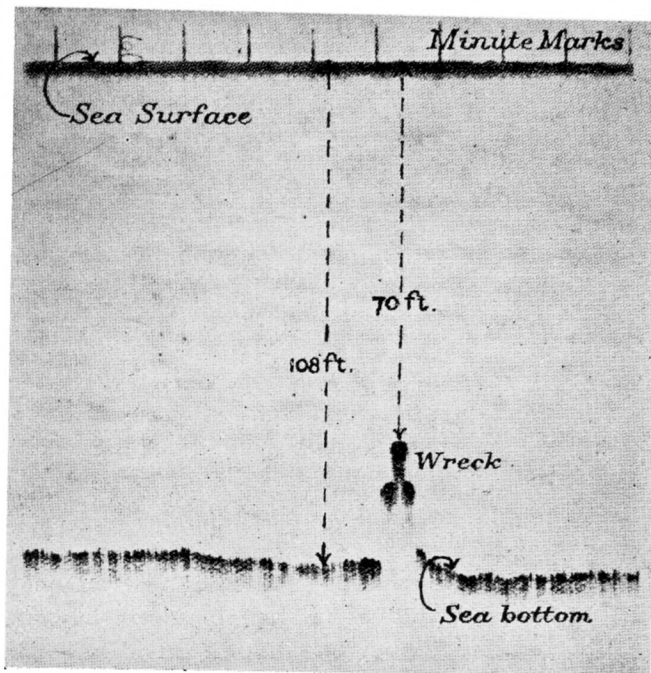 Minute Marks
Sea Surface
70 ft.
108 ft.
Wreck
Sea bottom.